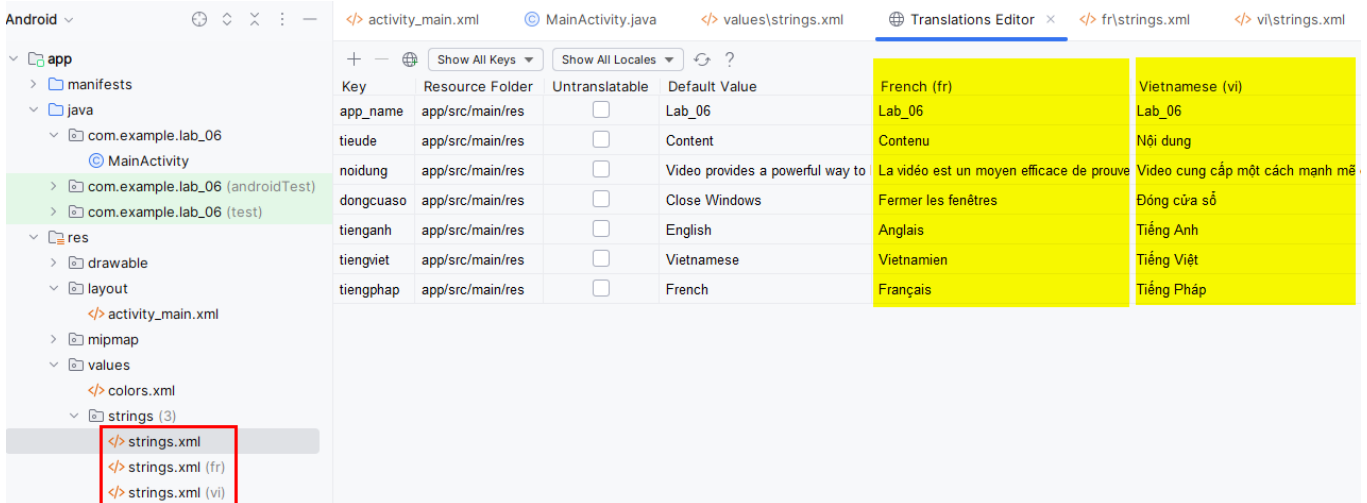 Android
activity_main.xml
MainActivity.java
values\strings.xml
Translations Editor
fr\strings.xml
vi\strings.xml
app
manifests
java
com.example.lab_06
MainActivity
com.example.lab_06 (androidTest)
com.example.lab_06 (test)
res
drawable
layout
activity_main.xml
mipmap
values
colors.xml
strings (3)
strings.xml
strings.xml (fr)
strings.xml (vi)
Show All Keys Show All Locales ?
Key Resource Folder Untranslatable Default Value French (fr) Vietnamese (vi)
app_name app/src/main/res Lab_06 Lab_06 Lab_06
tieude app/src/main/res Content Contenu Nội dung
noidung app/src/main/res Video provides a powerful way to La vidéo est un moyen efficace de prouve Video cung cấp một cách mạnh mẽ
dongcuaso app/src/main/res Close Windows Fermer les fenêtres Đóng cửa sổ
tienganh app/src/main/res English Anglais Tiếng Anh
tiengviet app/src/main/res Vietnamese Vietnamien Tiếng Việt
tiengphap app/src/main/res French Français Tiếng Pháp